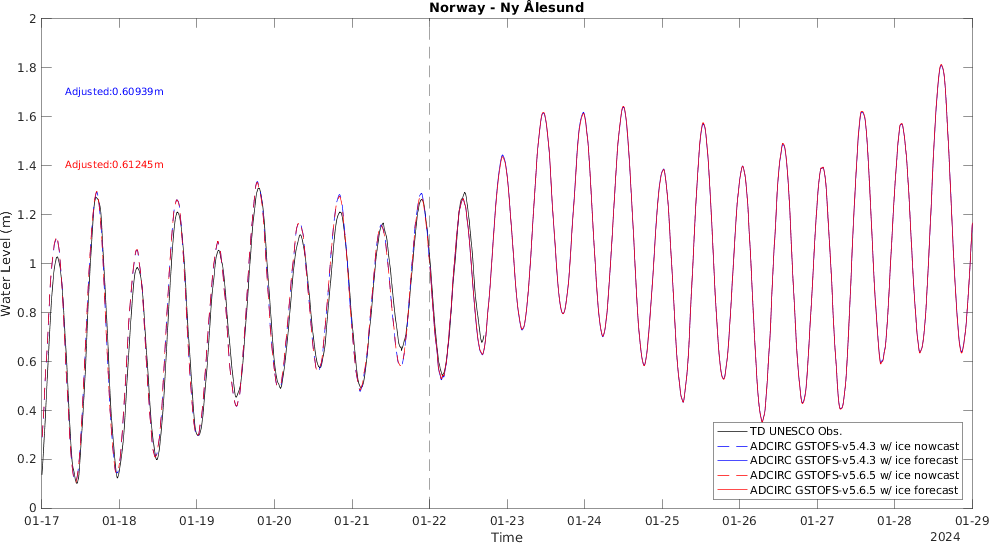 Norway - Ny Ålesund
2
1.8
1.6
1.4
1.2
1
0.8
0.6
0.4
0.2
0
Water Level (m)
Adjusted:0.60939m
Adjusted:0.61245m
TD UNESCO Obs.
ADCIRC GSTOFS-v5.4.3 w/ ice nowcast
ADCIRC GSTOFS-v5.4.3 w/ ice forecast
ADCIRC GSTOFS-v5.6.5 w/ ice nowcast
ADCIRC GSTOFS-v5.6.5 w/ ice forecast
01-17 01-18 01-19 01-20 01-21 01-22 01-23 01-24 01-25 01-26 01-27 01-28 01-29
Time
2024